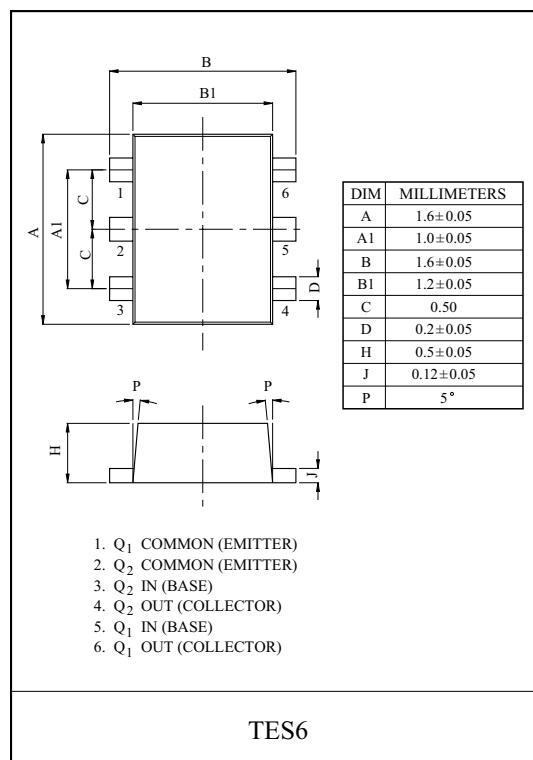 B
B1
1
6
C
A
A1
2
5
C
D
3
4
DIM MILLIMETERS
A 1.6±0.05
A1 1.0±0.05
B 1.6±0.05
B1 1.2±0.05
C 0.50
D 0.2±0.05
H 0.5±0.05
J 0.12±0.05
P 5°
P
P
H
J
1. Q1 COMMON (EMITTER)
2. Q2 COMMON (EMITTER)
3. Q2 IN (BASE)
4. Q2 OUT (COLLECTOR)
5. Q1 IN (BASE)
6. Q1 OUT (COLLECTOR)
TES6